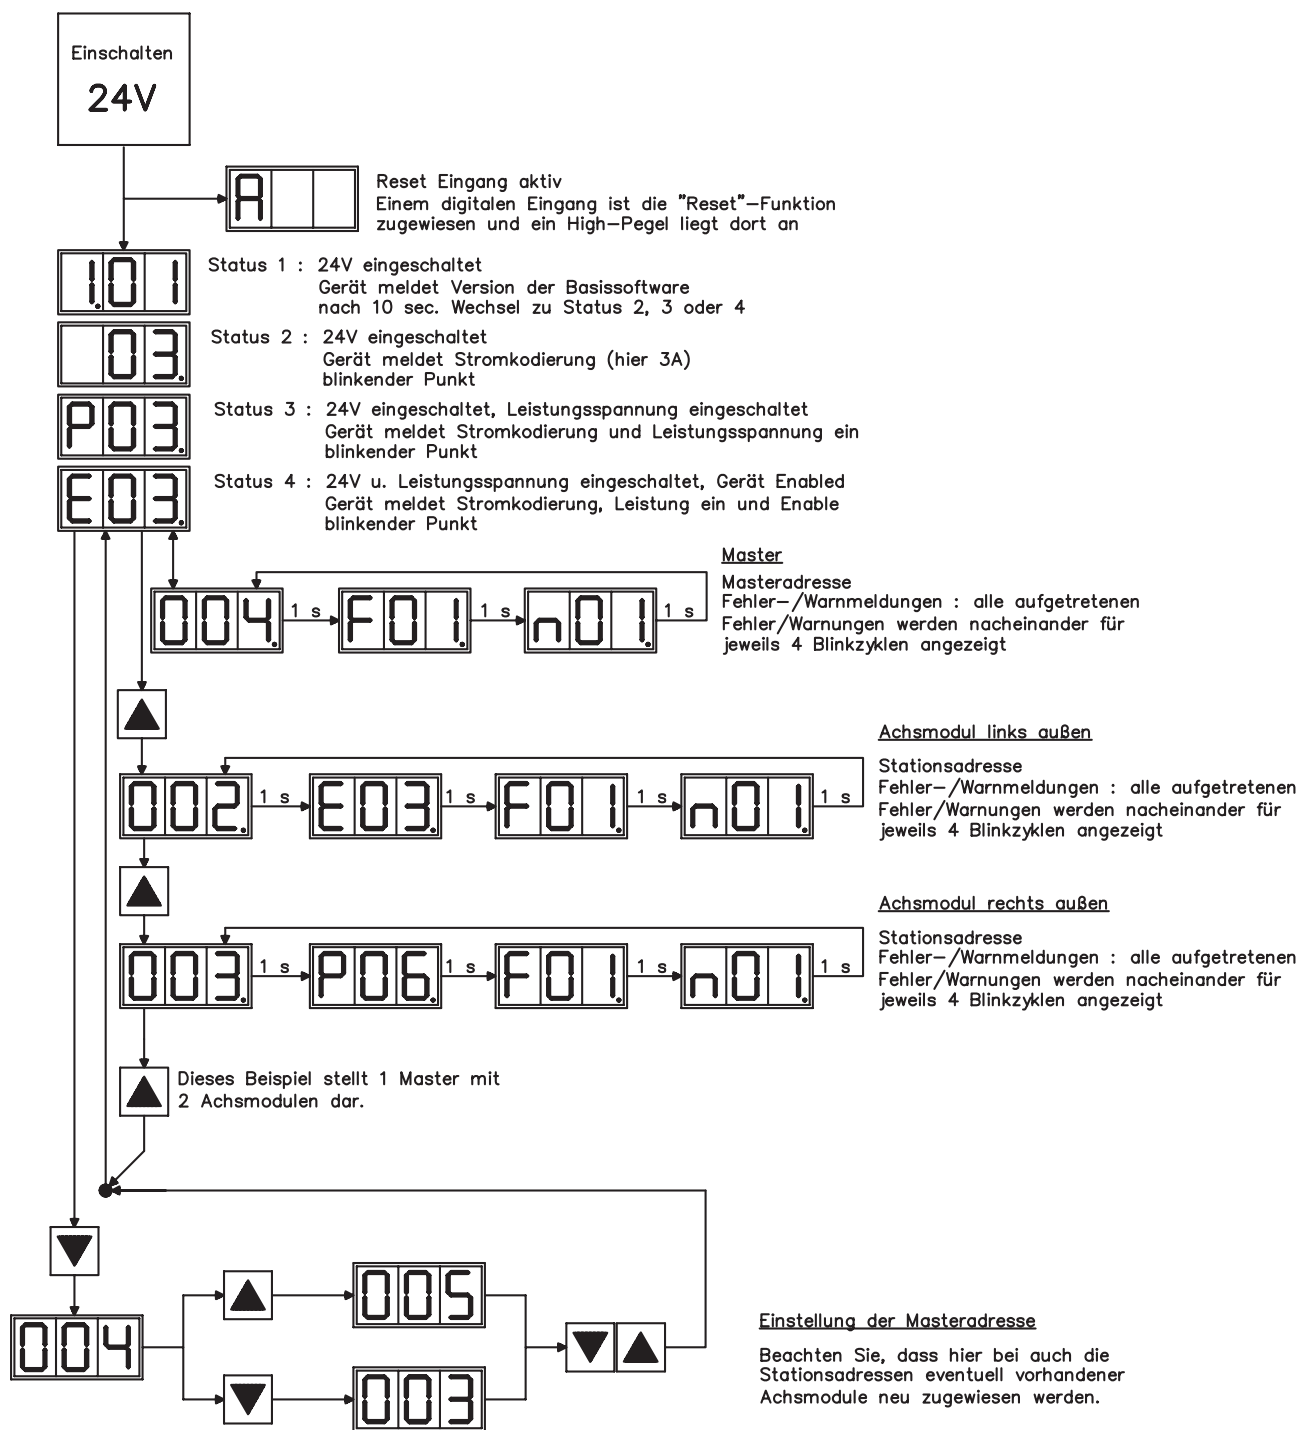 Einschalten
24V
A
Reset Eingang aktiv
Einem digitalen Eingang ist die "Reset"-Funktion
zugewiesen und ein High-Pegel liegt dort an
1.01
Status 1 : 24V eingeschaltet
Gerät meldet Version der Basissoftware
nach 10 sec. Wechsel zu Status 2, 3 oder 4
03.
Status 2 : 24V eingeschaltet
Gerät meldet Stromkodierung (hier 3A)
blinkender Punkt
P03.
Status 3 : 24V eingeschaltet, Leistungsspannung eingeschaltet
Gerät meldet Stromkodierung und Leistungsspannung ein
blinkender Punkt
E03.
Status 4 : 24V u. Leistungsspannung eingeschaltet, Gerät Enabled
Gerät meldet Stromkodierung, Leistung ein und Enable
blinkender Punkt
004. 1 s F01. 1 s n01. 1 s
Master
Masteradresse
Fehler-/Warnmeldungen : alle aufgetretenen
Fehler/Warnungen werden nacheinander für
jeweils 4 Blinkzyklen angezeigt
002. 1 s E03. 1 s F01. 1 s n01. 1 s
Achsmodul links außen
Stationsadresse
Fehler-/Warnmeldungen : alle aufgetretenen
Fehler/Warnungen werden nacheinander für
jeweils 4 Blinkzyklen angezeigt
003. 1 s P06. 1 s F01. 1 s n01. 1 s
Achsmodul rechts außen
Stationsadresse
Fehler-/Warnmeldungen : alle aufgetretenen
Fehler/Warnungen werden nacheinander für
jeweils 4 Blinkzyklen angezeigt
Dieses Beispiel stellt 1 Master mit
2 Achsmodulen dar.
004
005
003
Einstellung der Masteradresse
Beachten Sie, dass hier bei auch die
Stationsadressen eventuell vorhandener
Achsmodule neu zugewiesen werden.